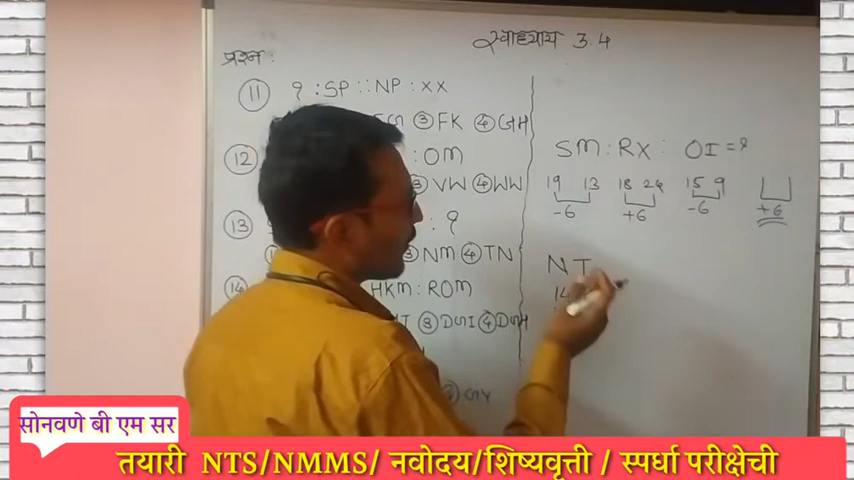 स्वाध्याय 3.4
प्रश्न :
11 ? : SP :: NP : XX
③ FK ④ GH
12 : OM
③ VW ④ WW
13 : ?
③ NM ④ TN
14 HKM : ROM
③ DGI ④ DGH
GY
SM : RX : OI = ?
19 13 18 24 15 9
-6 +6 -6 +6
NT
14
सोनवणे बी एम सर
तयारी NTS/NMMS/ नवोदय/शिष्यवृत्ती / स्पर्धा परीक्षेची